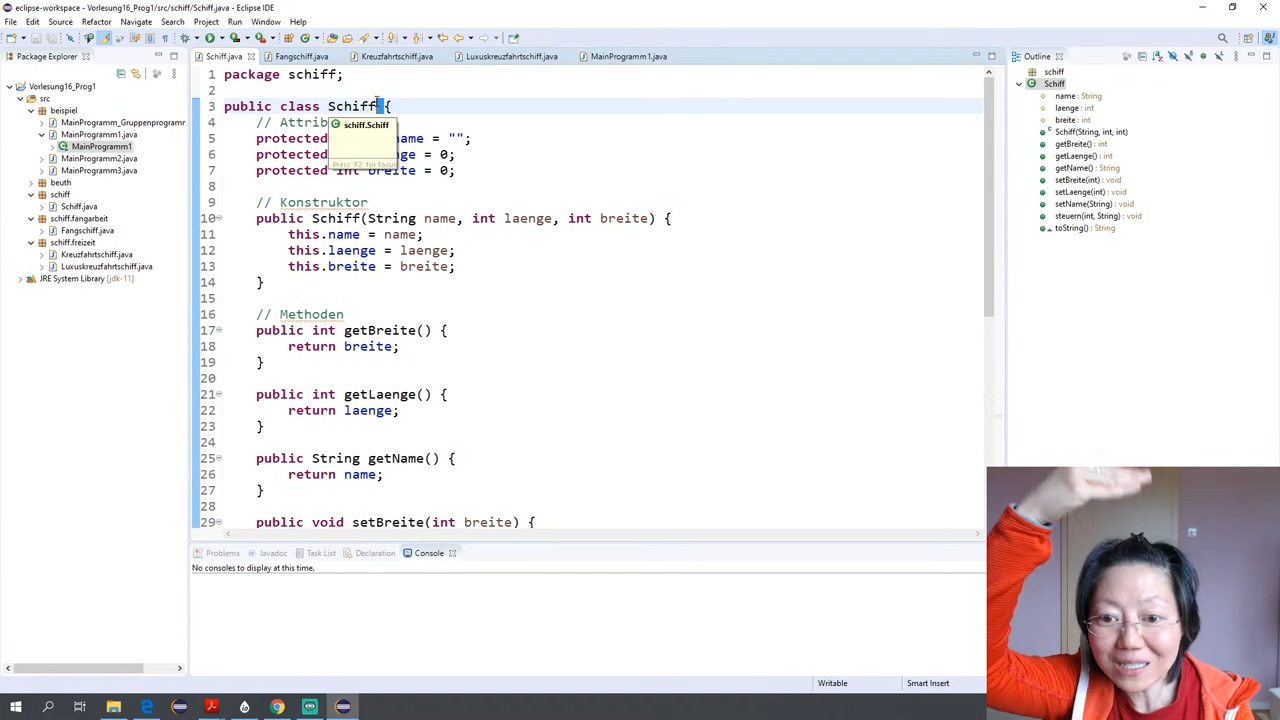 eclipse-workspace - Vorlesung16_Prog1/src/schiff/Schiff.java - Eclipse IDE
File Edit Source Refactor Navigate Search Project Run Window Help
Package Explorer
Vorlesung16_Prog1
src
beispiel
MainProgramm_Gruppenprogramr
MainProgramm1.java
MainProgramm1
MainProgramm2.java
MainProgramm3.java
beuth
schiff
Schiff.java
schiff.fangarbeit
Fangschiff.java
schiff.freizeit
Kreuzfahrtschiff.java
Luxuskreuzfahrtschiff.java
JRE System Library [jdk-11]
Schiff.java Fangschiff.java Kreuzfahrtschiff.java Luxuskreuzfahrtschiff.java MainProgramm1.java
1 package schiff;
2
3 public class Schiff {
4 // Attrib
schiff.Schiff
Press 'F2' for focus
5 protected name = "";
6 protected nge = 0;
7 protected int breite = 0;
8
9 // Konstruktor
10 public Schiff(String name, int laenge, int breite) {
11 this.name = name;
12 this.laenge = laenge;
13 this.breite = breite;
14 }
15
16 // Methoden
17 public int getBreite() {
18 return breite;
19 }
20
21 public int getLaenge() {
22 return laenge;
23 }
24
25 public String getName() {
26 return name;
27 }
28
29 public void setBreite(int breite) {
Problems Javadoc Task List Declaration Console
No consoles to display at this time.
Outline
schiff
Schiff
name : String
laenge : int
breite : int
Schiff(String, int, int)
getBreite() : int
getLaenge() : int
getName() : String
setBreite(int) : void
setLaenge(int) : void
setName(String) : void
steuern(int, String) : void
toString() : String
Writable Smart Insert